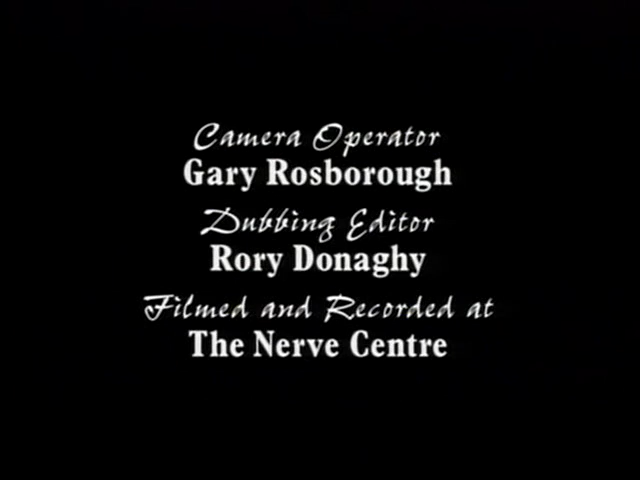 Camera Operator
Gary Rosborough
Dubbing Editor
Rory Donaghy
Filmed and Recorded at
The Nerve Centre